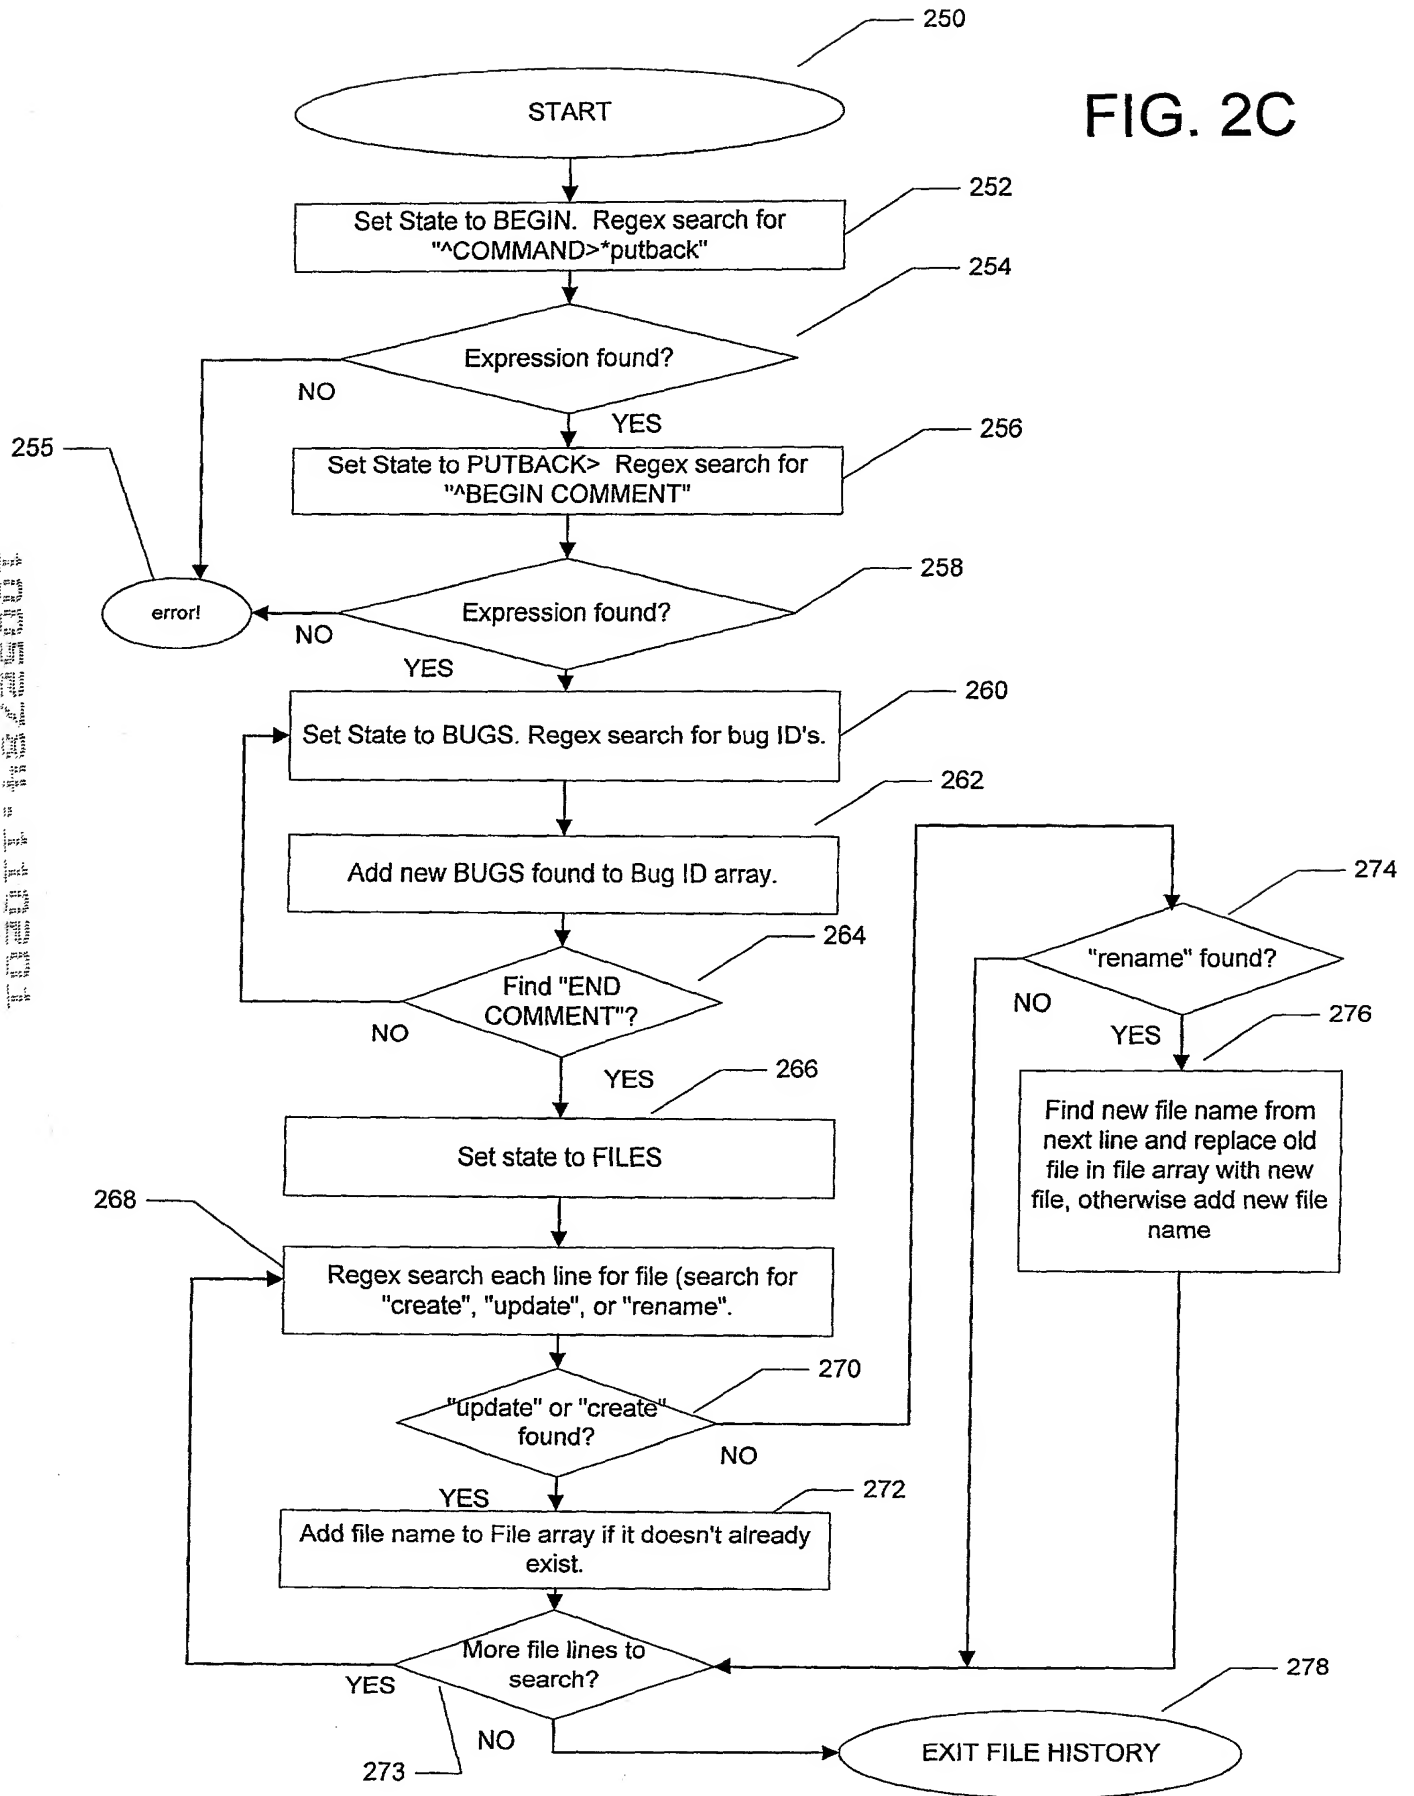 250
START
FIG. 2C
252
Set State to BEGIN. Regex search for
"^COMMAND>*putback"
254
Expression found?
NO
YES
255
256
Set State to PUTBACK> Regex search for
"^BEGIN COMMENT"
258
error!
Expression found?
NO
YES
260
Set State to BUGS. Regex search for bug ID's.
262
Add new BUGS found to Bug ID array.
264
Find "END
COMMENT"?
NO
YES
274
"rename" found?
NO
YES
276
Find new file name from
next line and replace old
file in file array with new
file, otherwise add new file
name
266
Set state to FILES
268
Regex search each line for file (search for
"create", "update", or "rename".
270
"update" or "create"
found?
NO
YES
272
Add file name to File array if it doesn't already
exist.
More file lines to
search?
YES
NO
273
278
EXIT FILE HISTORY